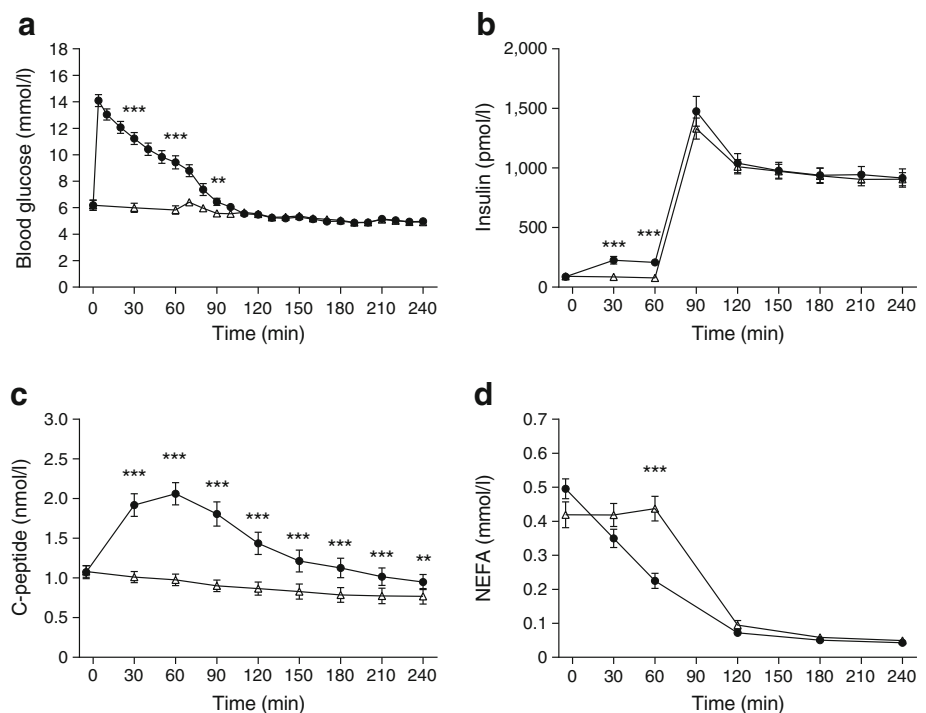 a
18
16
14
12
10
8
6
4
2
0
Blood glucose (mmol/l)
***
***
**
0 30 60 90 120 150 180 210 240
Time (min)
b
2,000
1,500
1,000
500
0
Insulin (pmol/l)
***
***
0 30 60 90 120 150 180 210 240
Time (min)
c
3.0
2.5
2.0
1.5
1.0
0.5
0
C-peptide (nmol/l)
***
***
***
***
***
***
***
**
0 30 60 90 120 150 180 210 240
Time (min)
d
0.7
0.6
0.5
0.4
0.3
0.2
0.1
0
NEFA (mmol/l)
***
0 30 60 90 120 150 180 210 240
Time (min)